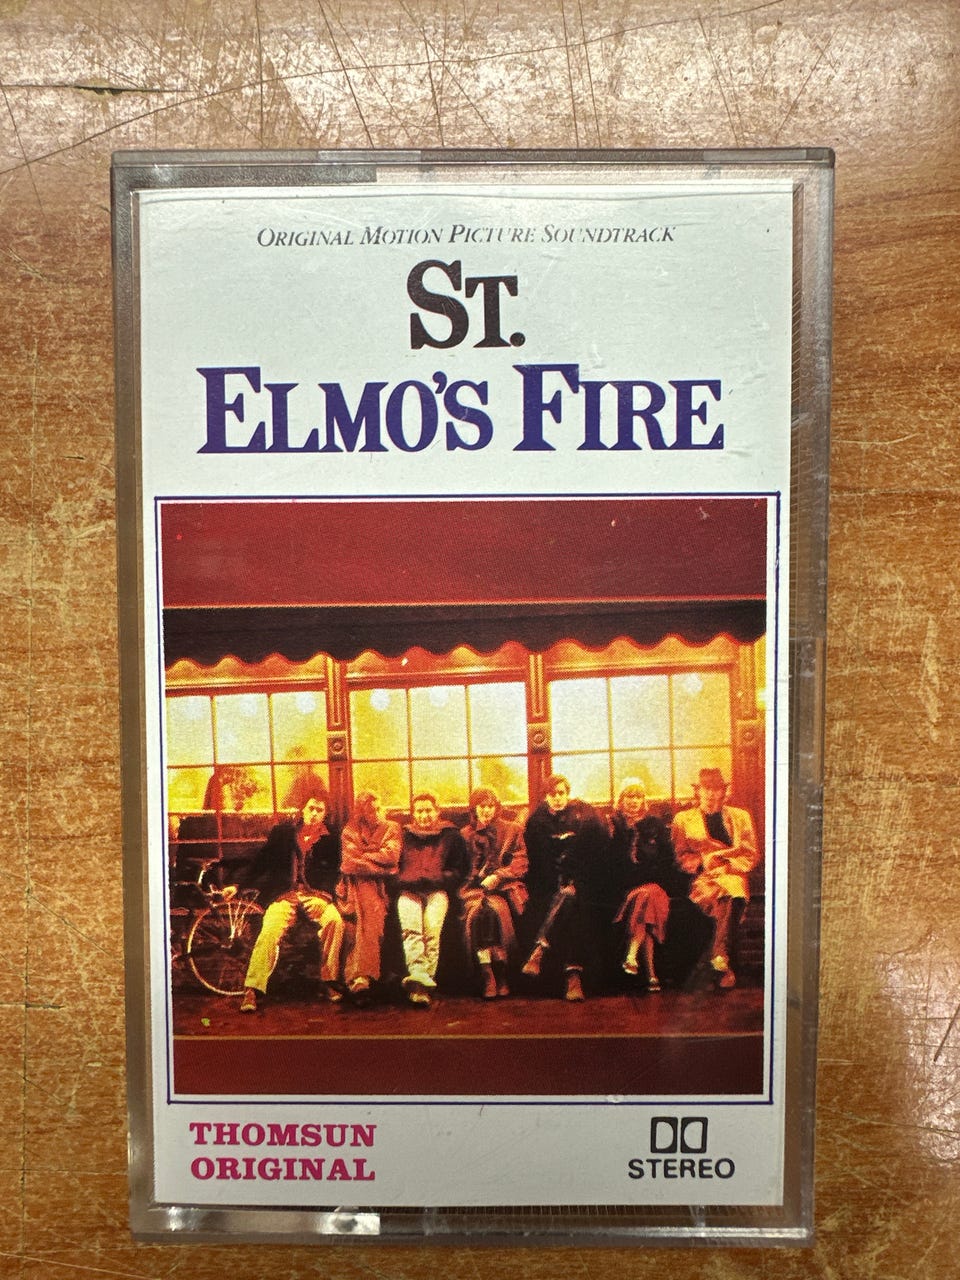 ORIGINAL MOTION PICTURE SOUNDTRACK
ST.
ELMO'S FIRE
THOMSUN
ORIGINAL
STEREO